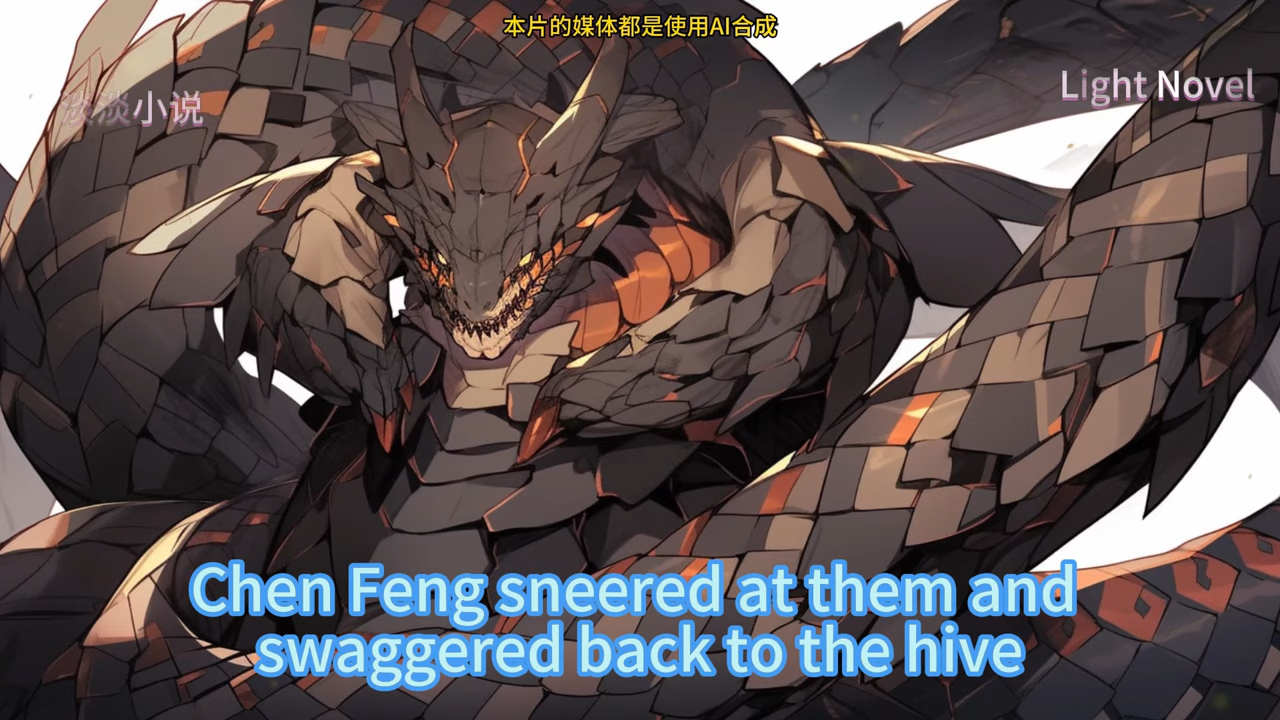 本片的媒体都是使用AI合成
Light Novel
淡淡小说
Chen Feng sneered at them and
swaggered back to the hive